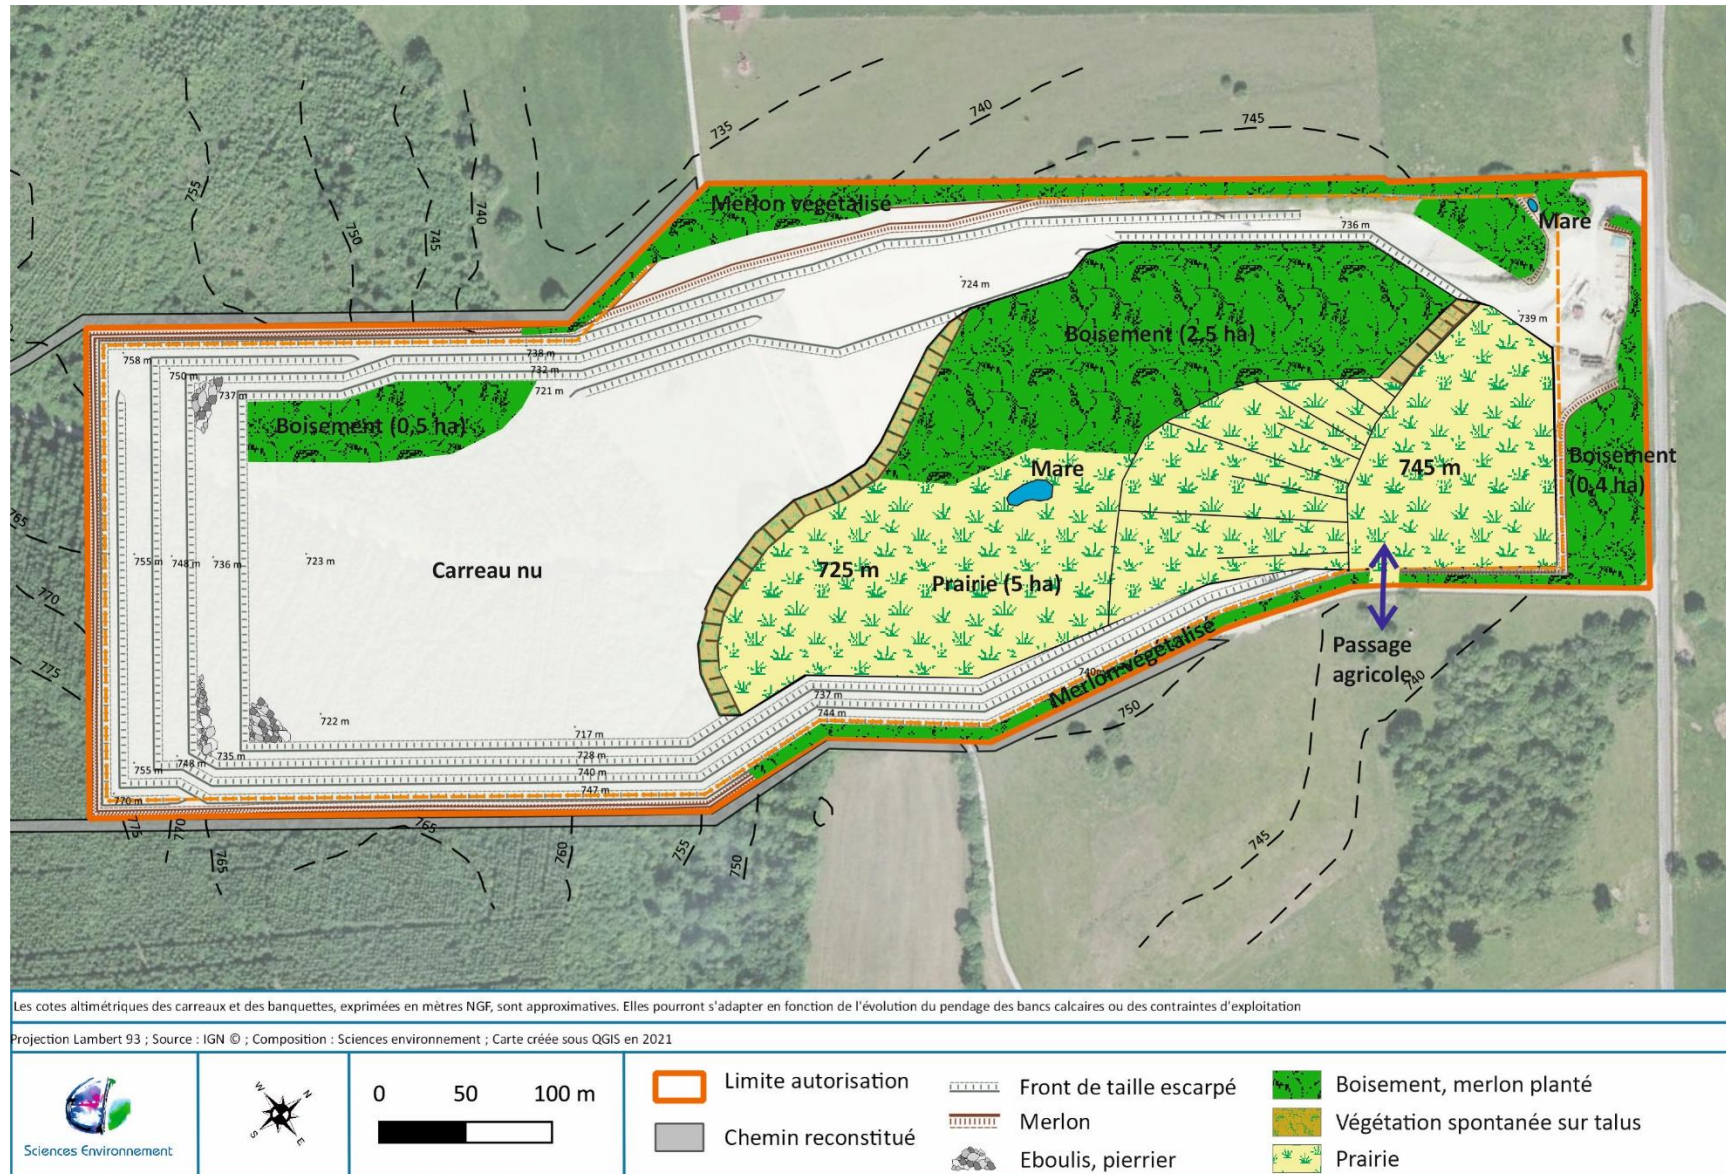 735
740
745
755
750
745
740
Merlon végétalisé
Mare
736 m
724 m
739 m
Boisement (2,5 ha)
758 m
750 m
737 m
738 m
732 m
721 m
Boisement (0,5 ha)
Mare
745 m
Boisement
(0,4 ha)
765
755 m
748 m
736 m
723 m
Carreau nu
725 m
Prairie (5 ha)
770
775
Passage
agricole
740
740 m
Merlon végétalisé
737 m
744 m
750
722 m
717 m
728 m
740 m
747 m
735 m
748 m
755 m
770 m
775
770
765
765
760
755
750
745
Les cotes altimétriques des carreaux et des banquettes, exprimées en mètres NGF, sont approximatives. Elles pourront s'adapter en fonction de l'évolution du pendage des bancs calcaires ou des contraintes d'exploitation
Projection Lambert 93 ; Source : IGN © ; Composition : Sciences environnement ; Carte créée sous QGIS en 2021
Sciences Environnement
W
N
S
E
0 50 100 m
Limite autorisation
Chemin reconstitué
Front de taille escarpé
Merlon
Eboulis, pierrier
Boisement, merlon planté
Végétation spontanée sur talus
Prairie